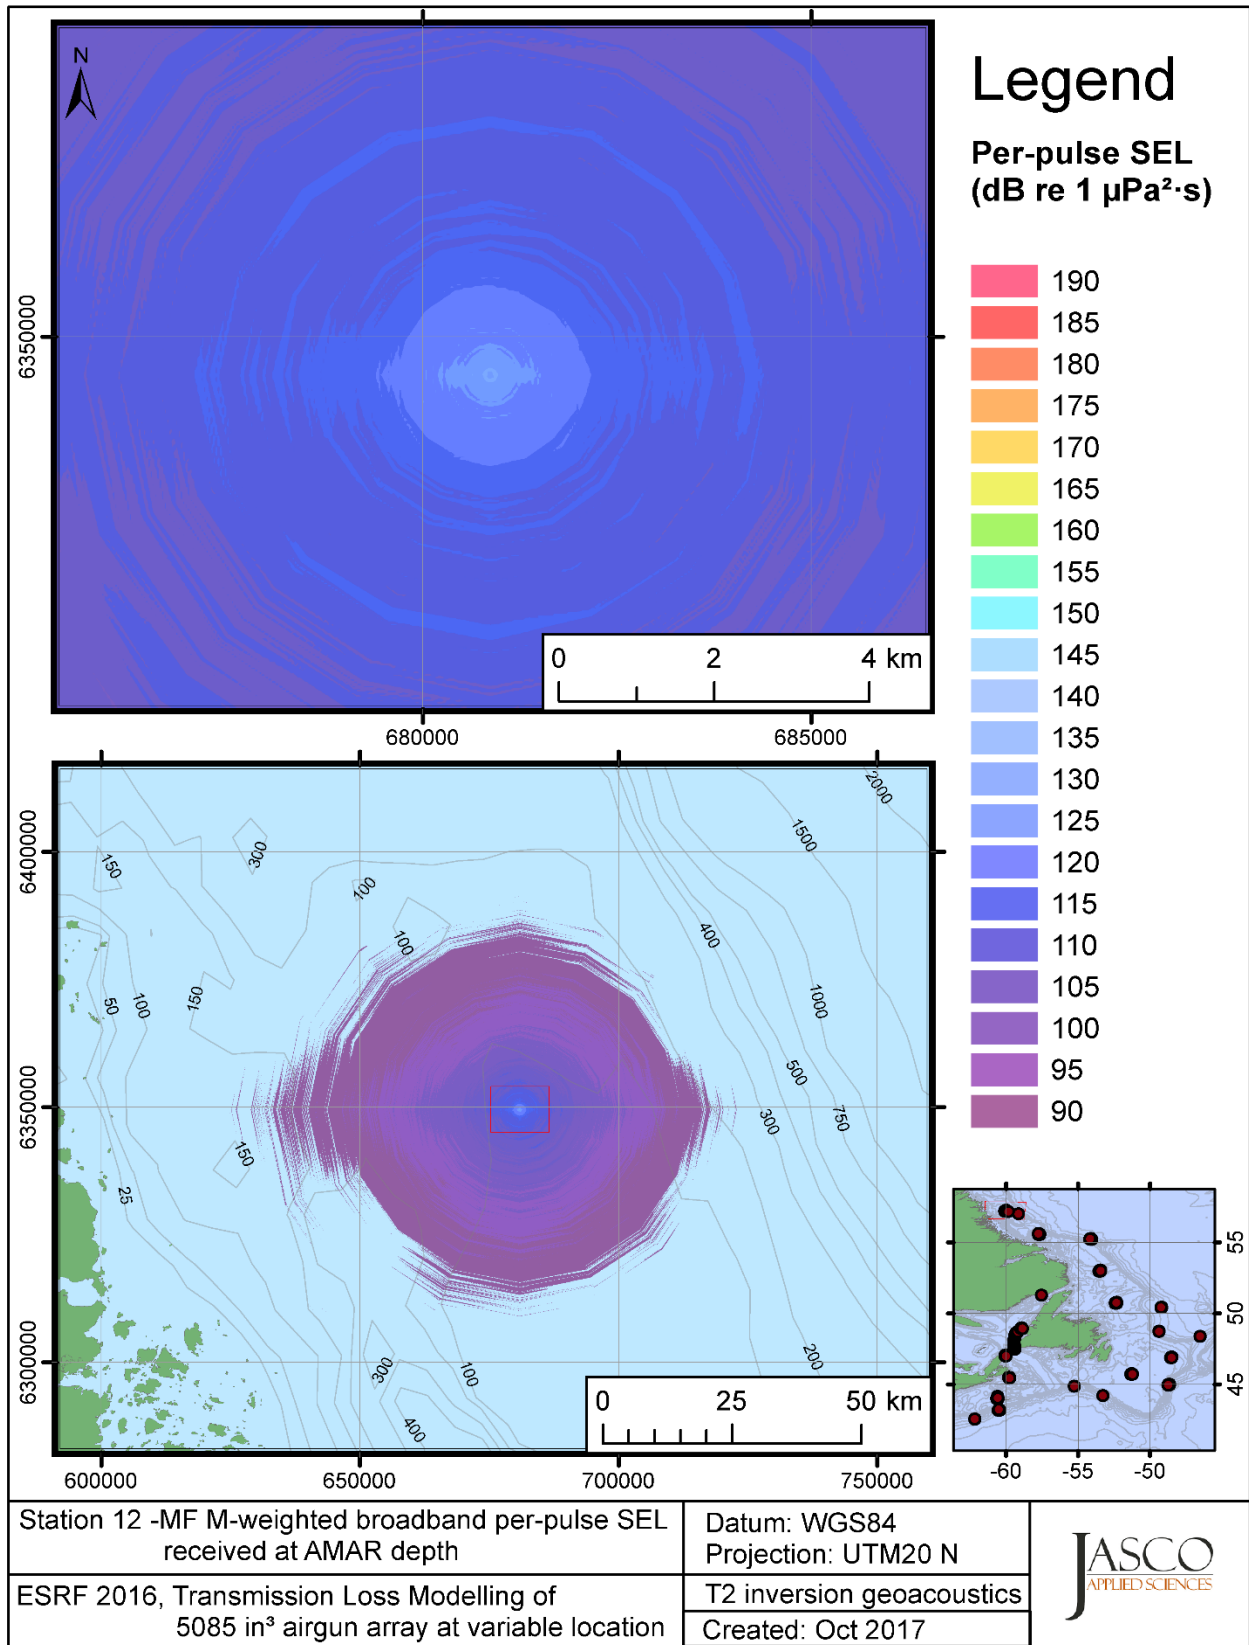 N
6350000
0 2 4 km
680000 685000
Legend
Per-pulse SEL
(dB re 1 µPa²·s)
190
185
180
175
170
165
160
155
150
145
140
135
130
125
120
115
110
105
100
95
90
6400000
6350000
6300000
150
300
100
2000
1500
100
400
50
100
150
1000
500
300
750
150
25
300
100
200
400
0 25 50 km
600000 650000 700000 750000
55
50
45
-60 -55 -50
Station 12 -MF M-weighted broadband per-pulse SEL
received at AMAR depth
ESRF 2016, Transmission Loss Modelling of
5085 in³ airgun array at variable location
Datum: WGS84
Projection: UTM20 N
T2 inversion geoacoustics
Created: Oct 2017
JASCO
APPLIED SCIENCES